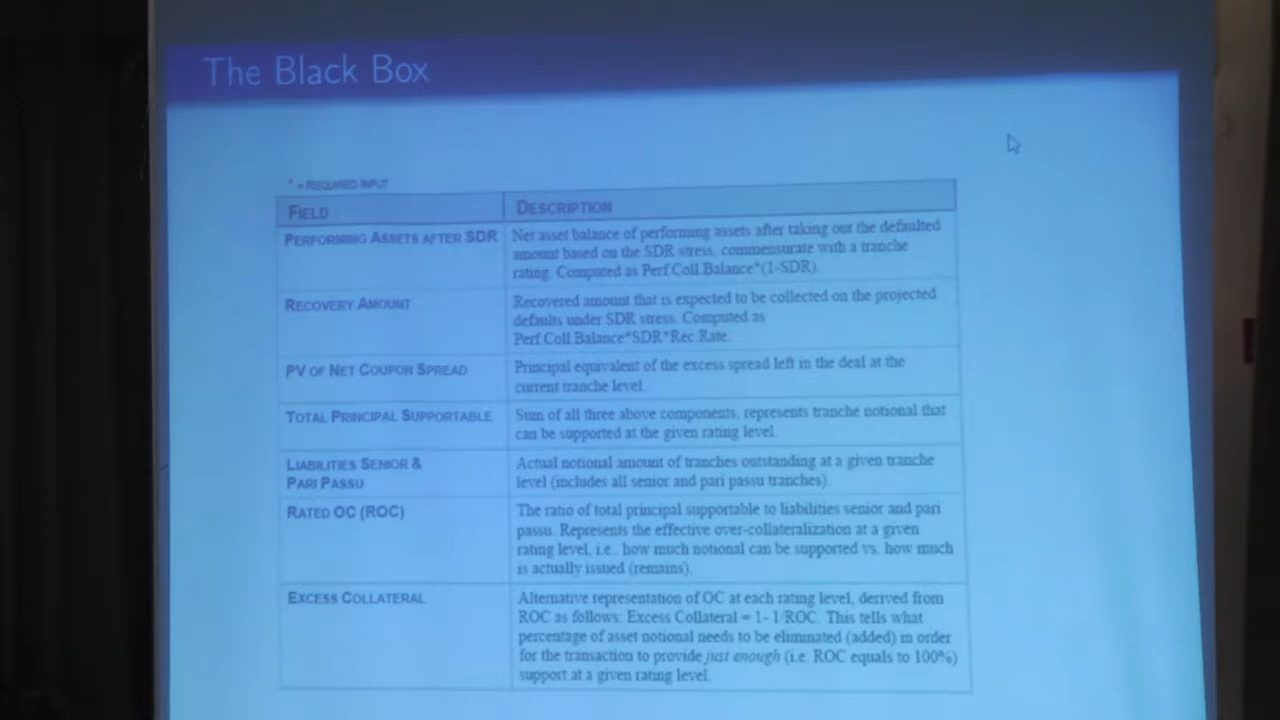 The Black Box
* = REQUIRED INPUT
FIELD DESCRIPTION
PERFORMING ASSETS AFTER SDR Net asset balance of performing assets after taking out the defaulted
amount based on the SDR stress, commensurate with a tranche
rating. Computed as Perf.Coll.Balance*(1-SDR).
RECOVERY AMOUNT Recovered amount that is expected to be collected on the projected
defaults under SDR stress. Computed as
Perf.Coll.Balance*SDR*Rec.Rate.
PV OF NET COUPON SPREAD Principal equivalent of the excess spread left in the deal at the
current tranche level.
TOTAL PRINCIPAL SUPPORTABLE Sum of all three above components, represents tranche notional that
can be supported at the given rating level.
LIABILITIES SENIOR & Actual notional amount of tranches outstanding at a given tranche
PARI PASSU level (includes all senior and pari passu tranches).
RATED OC (ROC) The ratio of total principal supportable to liabilities senior and pari
passu. Represents the effective over-collateralization at a given
rating level, i.e. how much notional can be supported vs. how much
is actually issued (remains).
EXCESS COLLATERAL Alternative representation of OC at each rating level, derived from
ROC as follows: Excess Collateral = 1- 1/ROC. This tells what
percentage of asset notional needs to be eliminated (added) in order
for the transaction to provide just enough (i.e. ROC equals to 100%)
support at a given rating level.